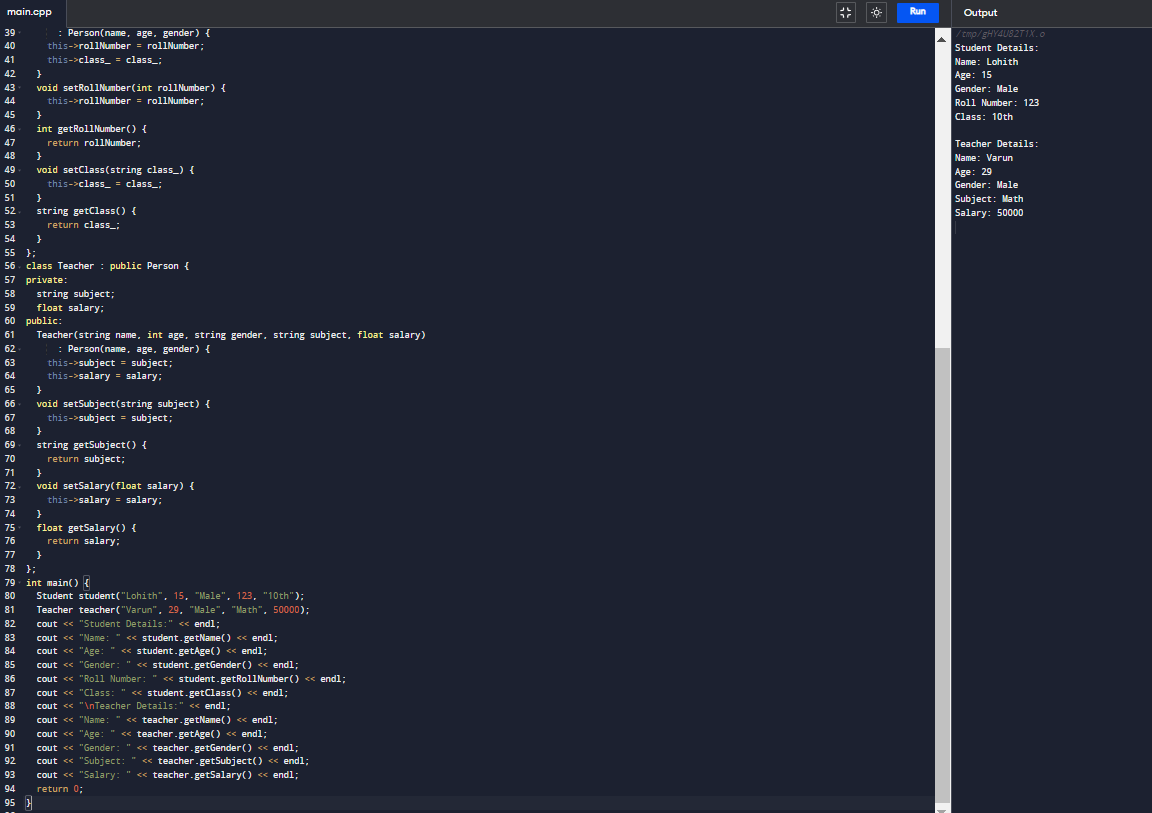 main.cpp
Run
Output
39 : Person(name, age, gender) {
40 this->rollNumber = rollNumber;
41 this->class_ = class_;
42 }
43 void setRollNumber(int rollNumber) {
44 this->rollNumber = rollNumber;
45 }
46 int getRollNumber() {
47 return rollNumber;
48 }
49 void setClass(string class_) {
50 this->class_ = class_;
51 }
52 string getClass() {
53 return class_;
54 }
55 };
56 class Teacher : public Person {
57 private:
58 string subject;
59 float salary;
60 public:
61 Teacher(string name, int age, string gender, string subject, float salary)
62 : Person(name, age, gender) {
63 this->subject = subject;
64 this->salary = salary;
65 }
66 void setSubject(string subject) {
67 this->subject = subject;
68 }
69 string getSubject() {
70 return subject;
71 }
72 void setSalary(float salary) {
73 this->salary = salary;
74 }
75 float getSalary() {
76 return salary;
77 }
78 };
79 int main() {
80 Student student("Lohith", 15, "Male", 123, "10th");
81 Teacher teacher("Varun", 29, "Male", "Math", 50000);
82 cout << "Student Details:" << endl;
83 cout << "Name: " << student.getName() << endl;
84 cout << "Age: " << student.getAge() << endl;
85 cout << "Gender: " << student.getGender() << endl;
86 cout << "Roll Number: " << student.getRollNumber() << endl;
87 cout << "Class: " << student.getClass() << endl;
88 cout << "\nTeacher Details:" << endl;
89 cout << "Name: " << teacher.getName() << endl;
90 cout << "Age: " << teacher.getAge() << endl;
91 cout << "Gender: " << teacher.getGender() << endl;
92 cout << "Subject: " << teacher.getSubject() << endl;
93 cout << "Salary: " << teacher.getSalary() << endl;
94 return 0;
95 }
/tmp/gHY4U82T1X.o
Student Details:
Name: Lohith
Age: 15
Gender: Male
Roll Number: 123
Class: 10th
Teacher Details:
Name: Varun
Age: 29
Gender: Male
Subject: Math
Salary: 50000